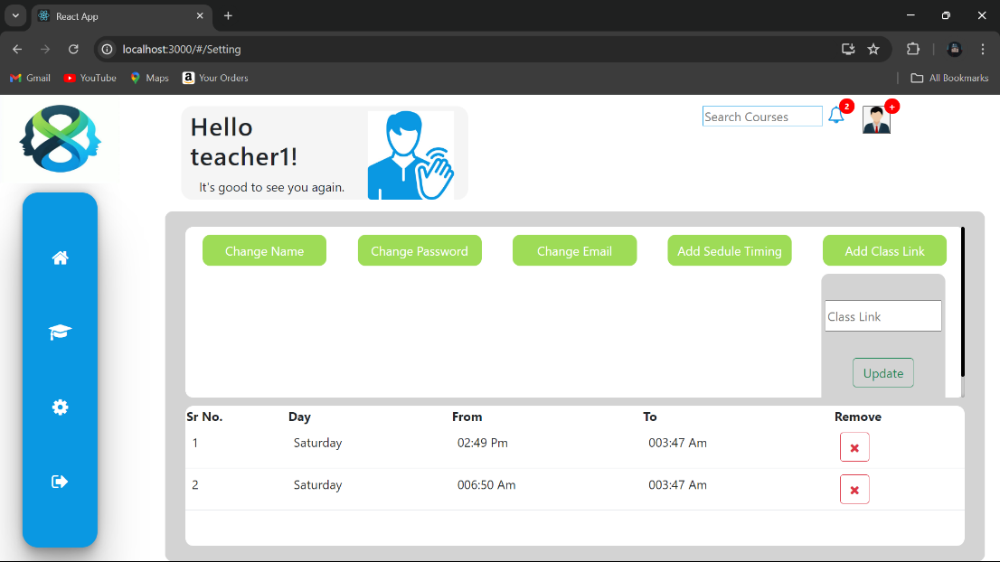 React App
localhost:3000/#/Setting
Gmail YouTube Maps Your Orders All Bookmarks
Hello
teacher1!
It's good to see you again.
Search Courses
2
+
Change Name Change Password Change Email Add Sedule Timing Add Class Link
Class Link
Update
Sr No. Day From To Remove
1 Saturday 02:49 Pm 003:47 Am
2 Saturday 006:50 Am 003:47 Am